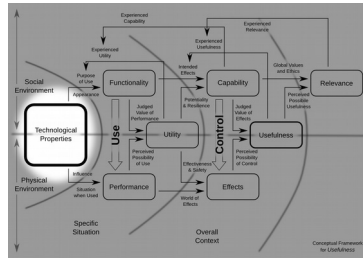 Experienced
Capability
Experienced
Relevance
Experienced
Utility
Experienced
Usefulness
Social
Environment
Purpose
of Use
Appearance
Functionality
Intended
Effects
Capability
Global Values
and Ethics
Perceived
Possible
Usefulness
Relevance
Technological
Properties
Use
Judged
Value of
Performance
Perceived
Possibility
of Use
Utility
Potentiality
& Resilience
Control
Judged
Value of
Effects
Perceived
Possibility
of Control
Usefulness
Effectiveness
& Safety
World of
Effects
Physical
Environment
Influence
Situation
when Used
Performance
Effects
Specific
Situation
Overall
Context
Conceptual Framework
for Usefulness